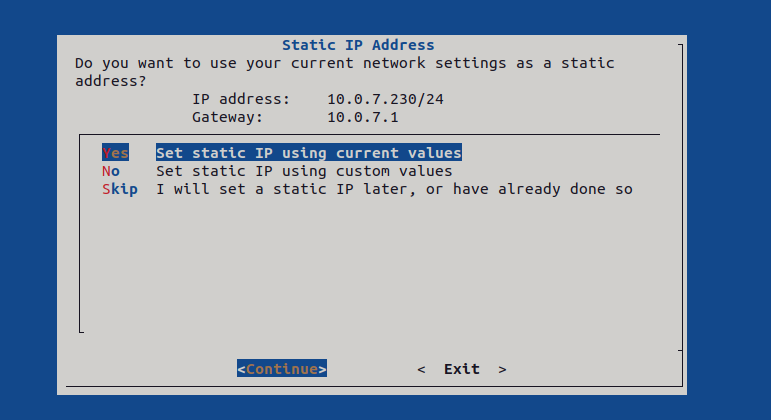 Static IP Address
Do you want to use your current network settings as a static
address?
IP address: 10.0.7.230/24
Gateway: 10.0.7.1
Yes Set static IP using current values
No Set static IP using custom values
Skip I will set a static IP later, or have already done so
<Continue> < Exit >